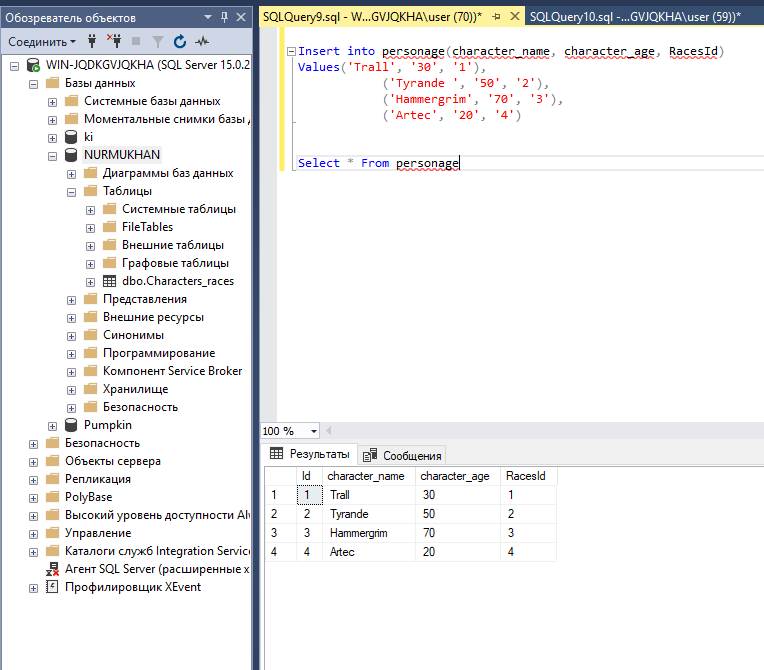 Обозреватель объектов
Соединить
WIN-JQDKGVJQKHA (SQL Server 15.0.2
Базы данных
Системные базы данных
Моментальные снимки базы
ki
NURMUKHAN
Диаграммы баз данных
Таблицы
Системные таблицы
FileTables
Внешние таблицы
Графовые таблицы
dbo.Characters_races
Представления
Внешние ресурсы
Синонимы
Программирование
Компонент Service Broker
Хранилище
Безопасность
Pumpkin
Безопасность
Объекты сервера
Репликация
PolyBase
Высокий уровень доступности Alw
Управление
Каталоги служб Integration Service
Агент SQL Server (расширенные х
Профилировщик XEvent
SQLQuery9.sql - W...GVJQKHA\user (70))*
SQLQuery10.sql -...GVJQKHA\user (59))*
Insert into personage(character_name, character_age, RacesId)
Values('Trall', '30', '1'),
('Tyrande ', '50', '2'),
('Hammergrim', '70', '3'),
('Artec', '20', '4')
Select * From personage
100 %
Результаты Сообщения
Id character_name character_age RacesId
1 1 Trall 30 1
2 2 Tyrande 50 2
3 3 Hammergrim 70 3
4 4 Artec 20 4